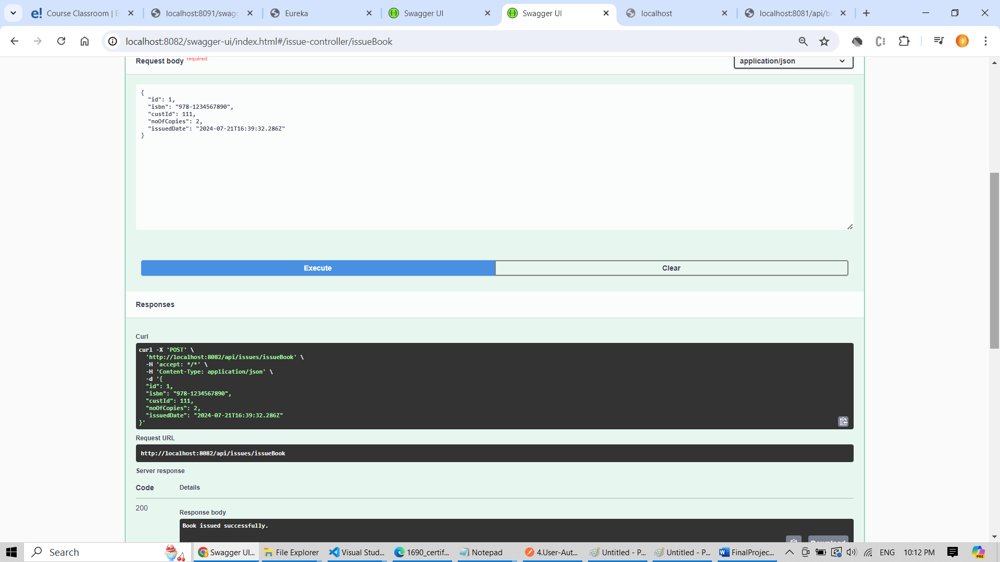 Course Classroom | E
localhost:8091/swagg
Eureka
Swagger UI
Swagger UI
localhost
localhost:8081/api/bo
localhost:8082/swagger-ui/index.html#/issue-controller/issueBook
Request body required
application/json
{
"id": 1,
"isbn": "978-1234567890",
"custId": 111,
"noOfCopies": 2,
"issuedDate": "2024-07-21T16:39:32.286Z"
}
Execute
Clear
Responses
Curl
curl -X 'POST' \
'http://localhost:8082/api/issues/issueBook' \
-H 'accept: */*' \
-H 'Content-Type: application/json' \
-d '{
"id": 1,
"isbn": "978-1234567890",
"custId": 111,
"noOfCopies": 2,
"issuedDate": "2024-07-21T16:39:32.286Z"
}'
Request URL
http://localhost:8082/api/issues/issueBook
Server response
Code Details
200
Response body
Book issued successfully.
Download
Search
Swagger UI...
File Explorer
Visual Stud...
1690_certif...
Notepad
4.User-Aut...
Untitled - P...
Untitled - P...
FinalProjec...
ENG
10:12 PM
PRE